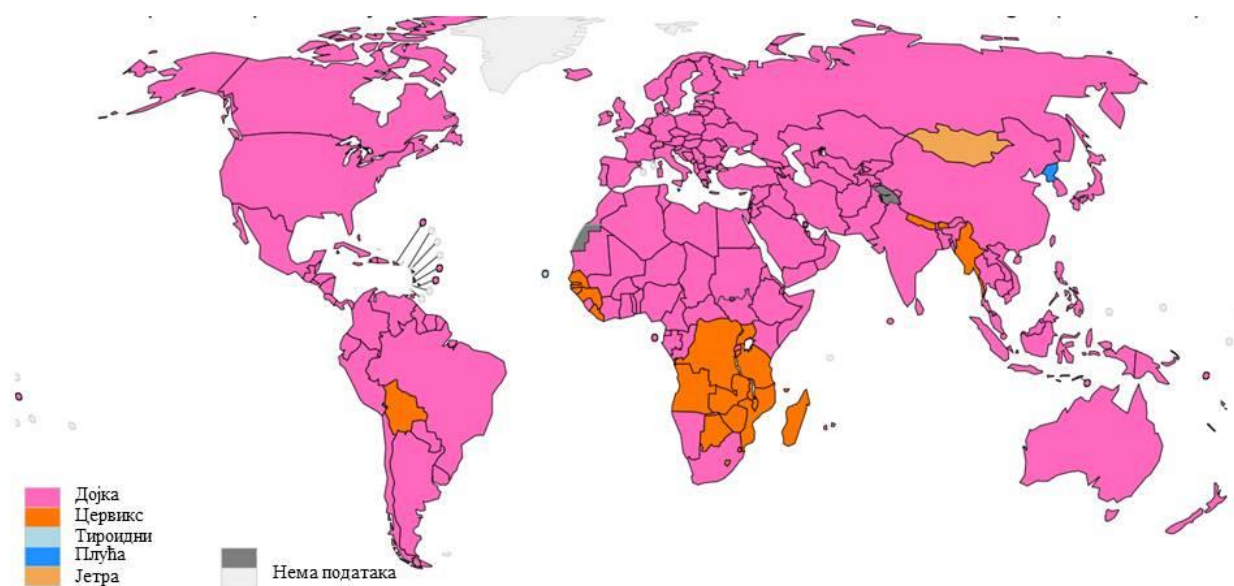 Дојка
Цервикс
Тироидни
Плућа
Јетра
Нема података